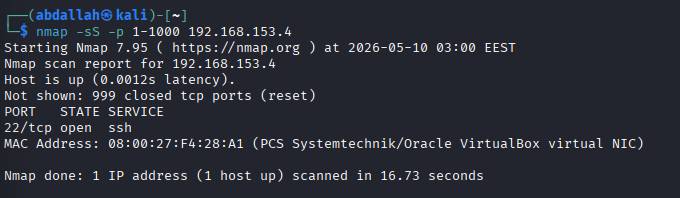 ┌──(abdallah㉿kali)-[~]
└─$ nmap -sS -p 1-1000 192.168.153.4
Starting Nmap 7.95 ( https://nmap.org ) at 2026-05-10 03:00 EEST
Nmap scan report for 192.168.153.4
Host is up (0.0012s latency).
Not shown: 999 closed tcp ports (reset)
PORT   STATE SERVICE
22/tcp open  ssh
MAC Address: 08:00:27:F4:28:A1 (PCS Systemtechnik/Oracle VirtualBox virtual NIC)
Nmap done: 1 IP address (1 host up) scanned in 16.73 seconds